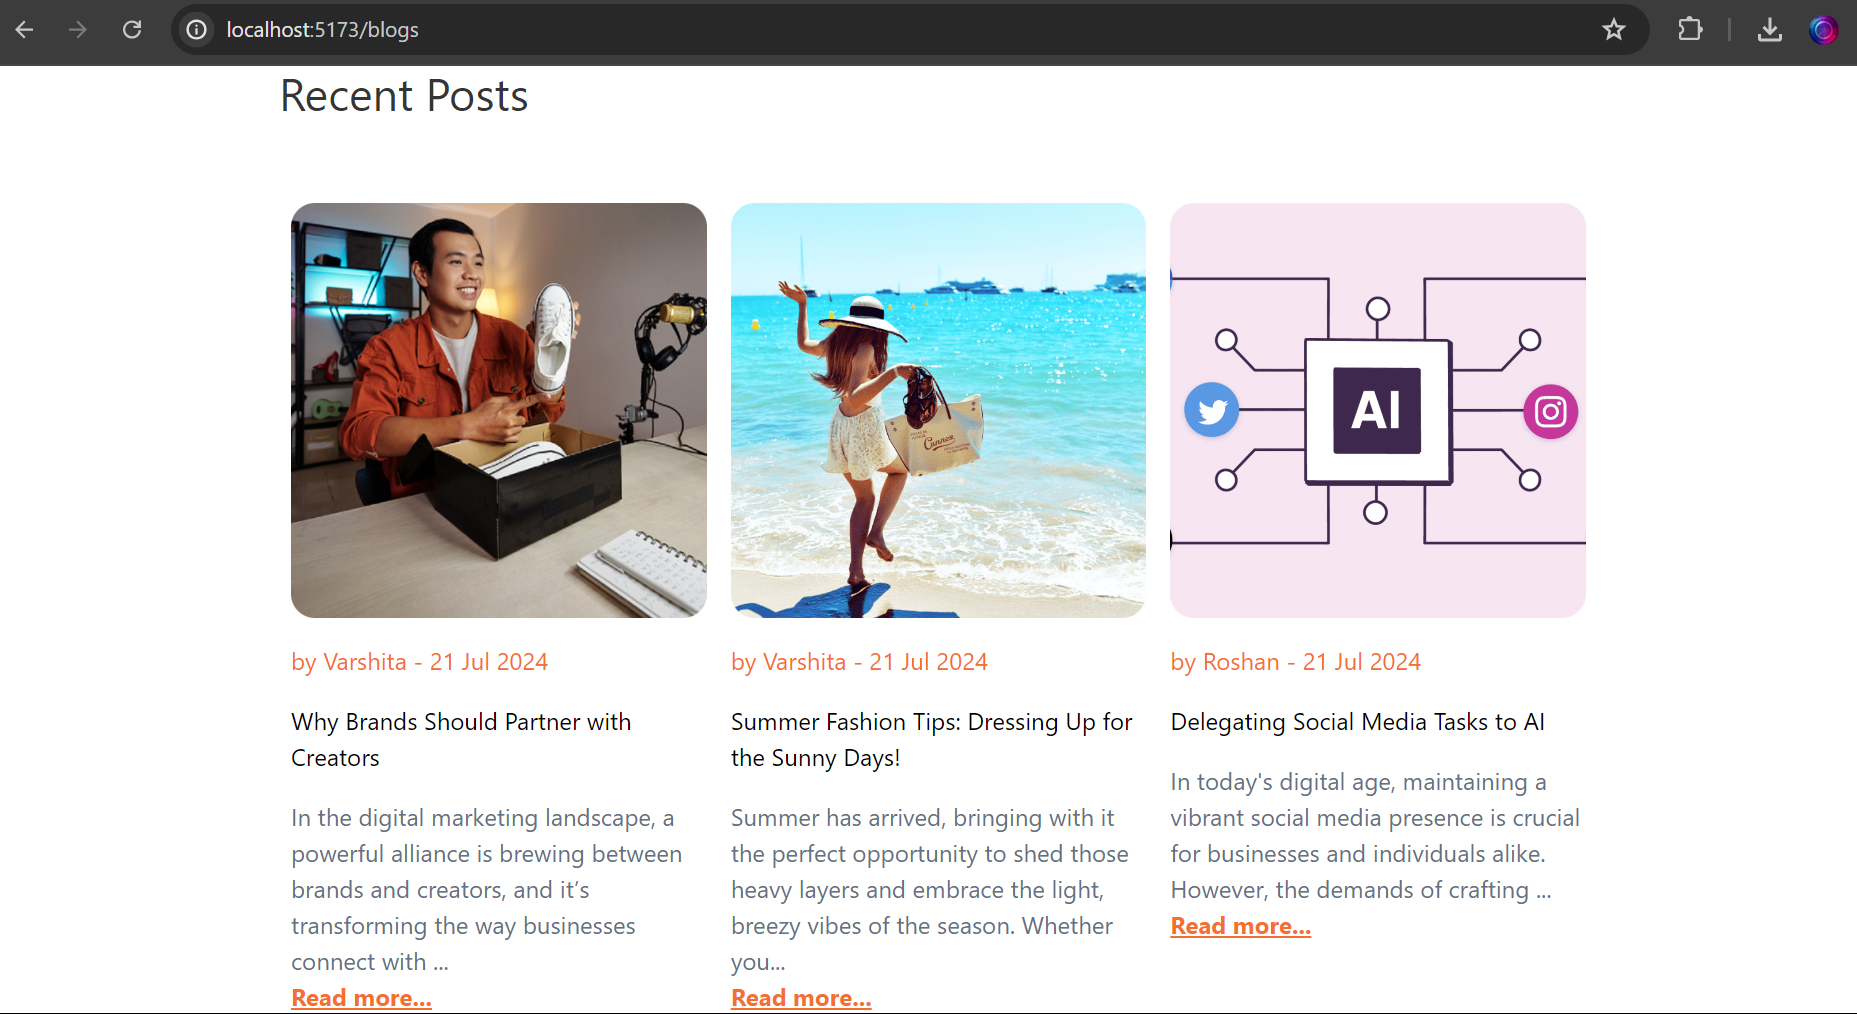 localhost:5173/blogs
Recent Posts
Cannes
AI
by Varshita - 21 Jul 2024
Why Brands Should Partner with
Creators
In the digital marketing landscape, a
powerful alliance is brewing between
brands and creators, and it’s
transforming the way businesses
connect with ...
Read more...
by Varshita - 21 Jul 2024
Summer Fashion Tips: Dressing Up for
the Sunny Days!
Summer has arrived, bringing with it
the perfect opportunity to shed those
heavy layers and embrace the light,
breezy vibes of the season. Whether
you...
Read more...
by Roshan - 21 Jul 2024
Delegating Social Media Tasks to AI
In today's digital age, maintaining a
vibrant social media presence is crucial
for businesses and individuals alike.
However, the demands of crafting ...
Read more...